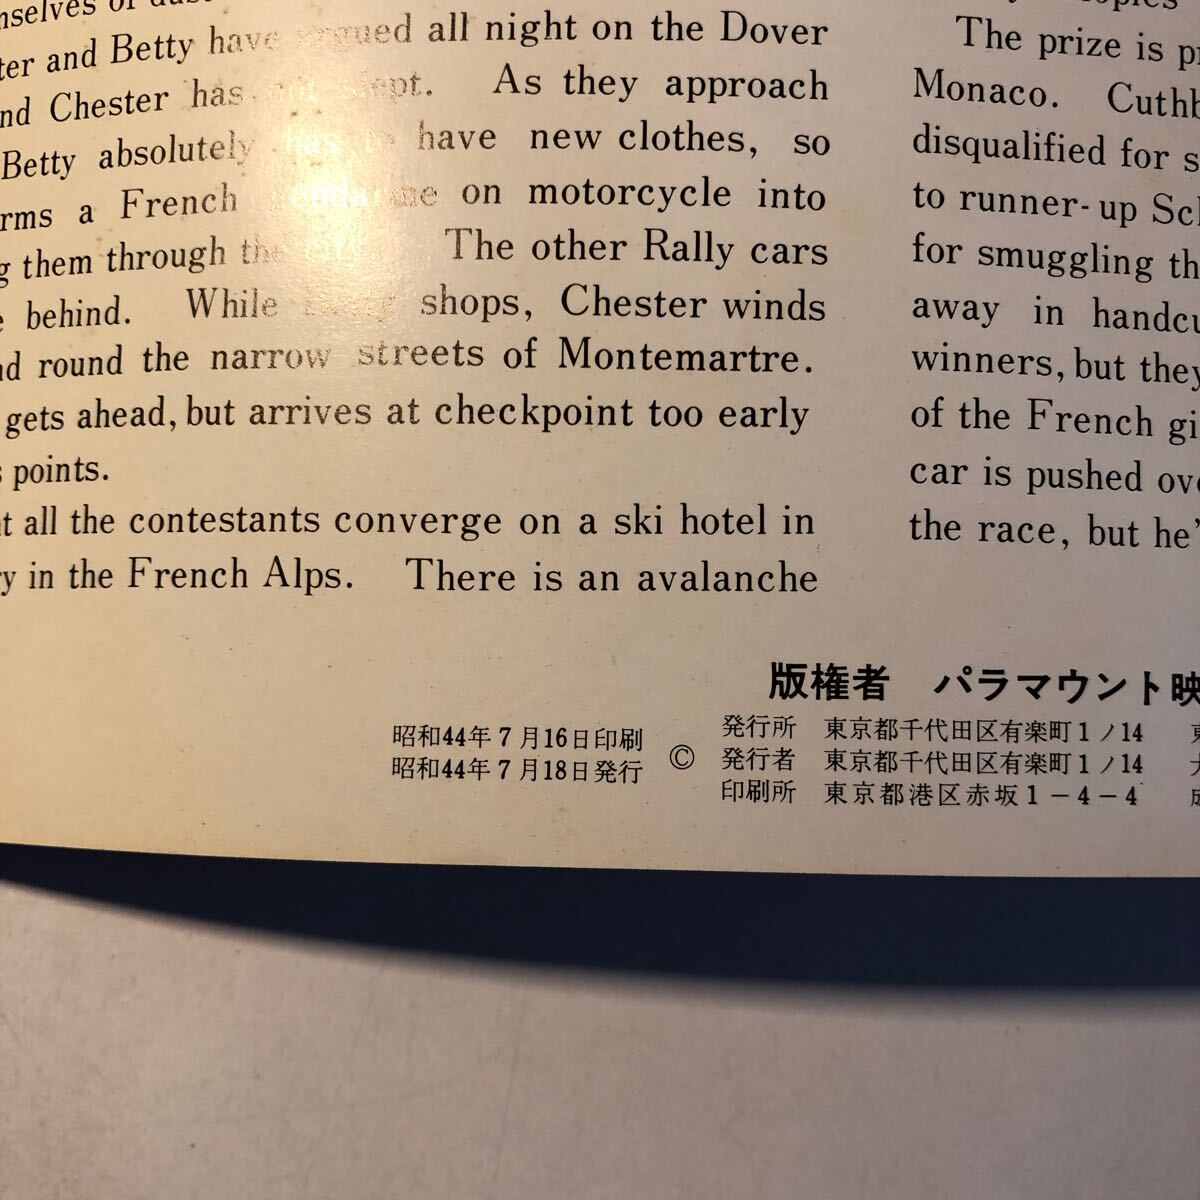 ter and Betty have argued all night on the Dover
nd Chester has not slept. As they approach
Betty absolutely has to have new clothes, so
rms a French gendarme on motorcycle into
g them through the city. The other Rally cars
e behind. While Betty shops, Chester winds
nd round the narrow streets of Montemartre.
gets ahead, but arrives at checkpoint too early
s points.
t all the contestants converge on a ski hotel in
y in the French Alps. There is an avalanche
The prize is pr
Monaco. Cuthb
disqualified for s
to runner-up Sch
for smuggling th
away in handcu
winners, but they
of the French gi
car is pushed ove
the race, but he'
版権者 パラマウント映
昭和44年7月16日印刷
昭和44年7月18日発行
©
発行所 東京都千代田区有楽町1ノ14
発行者 東京都千代田区有楽町1ノ14
印刷所 東京都港区赤坂1-4-4